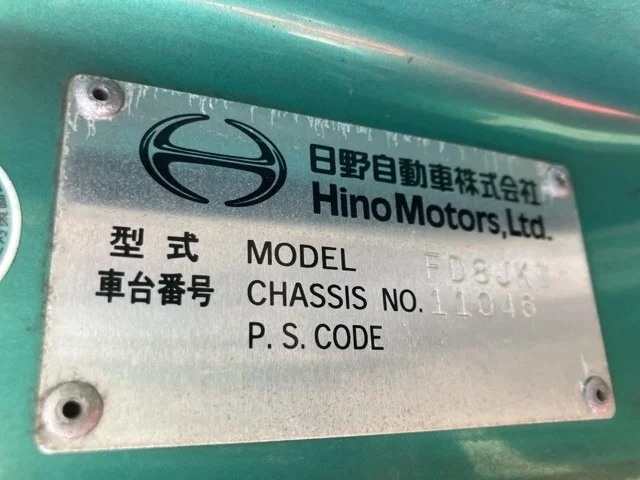 日野自動車株式会社
Hino Motors, Ltd.
型式 MODEL
車台番号 CHASSIS NO. 11046
P. S. CODE